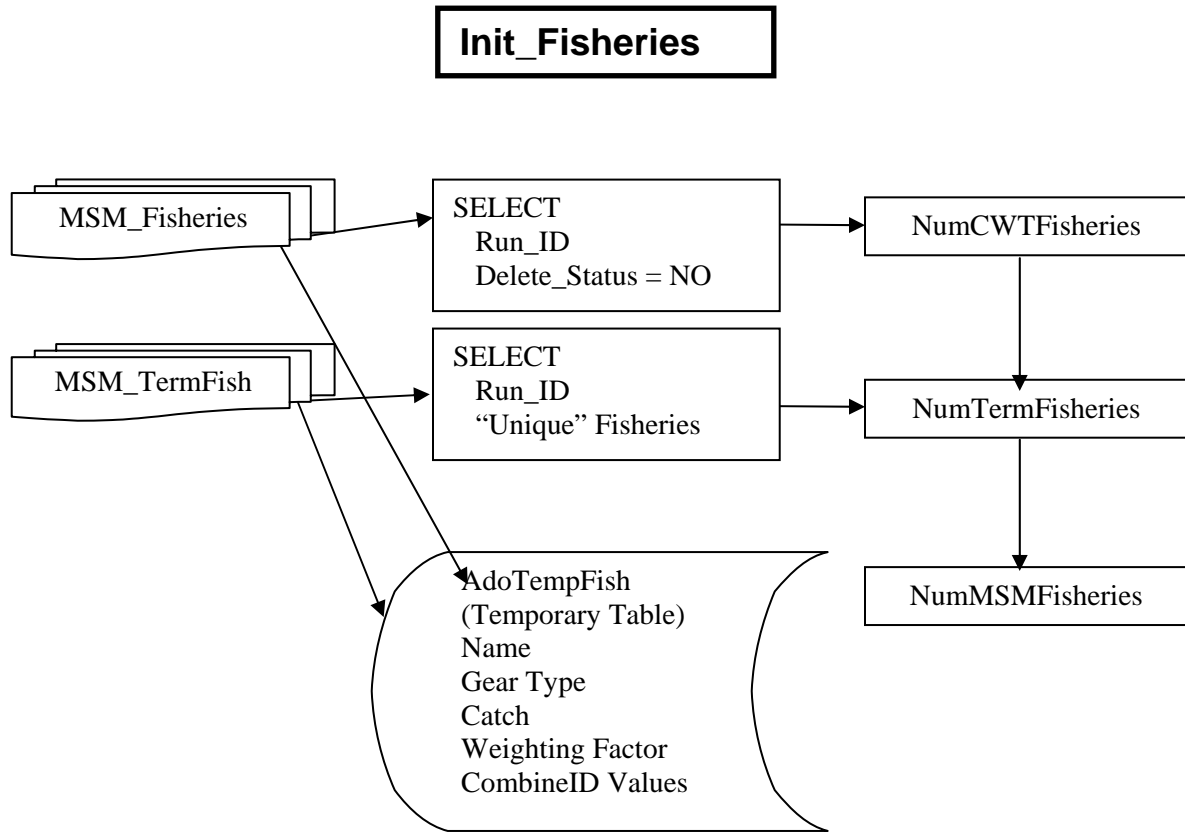 Init_Fisheries
MSM_Fisheries
SELECT
Run_ID
Delete_Status = NO
NumCWTFisheries
MSM_TermFish
SELECT
Run_ID
“Unique” Fisheries
NumTermFisheries
AdoTempFish
(Temporary Table)
Name
Gear Type
Catch
Weighting Factor
CombineID Values
NumMSMFisheries